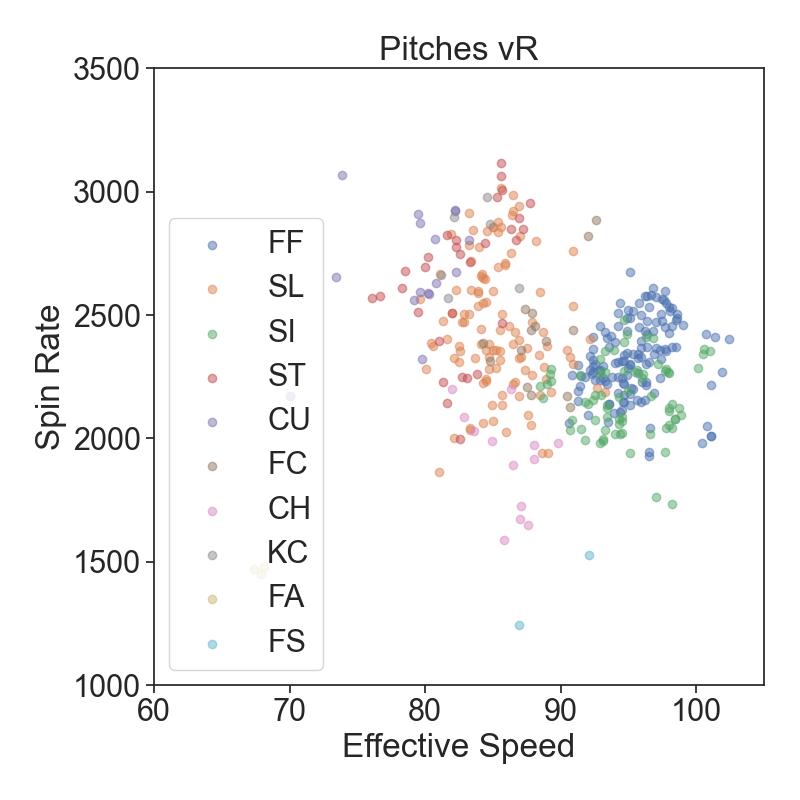 Pitches vR
3500
3000
2500
2000
1500
1000
Spin Rate
FF
SL
SI
ST
CU
FC
CH
KC
FA
FS
60 70 80 90 100
Effective Speed